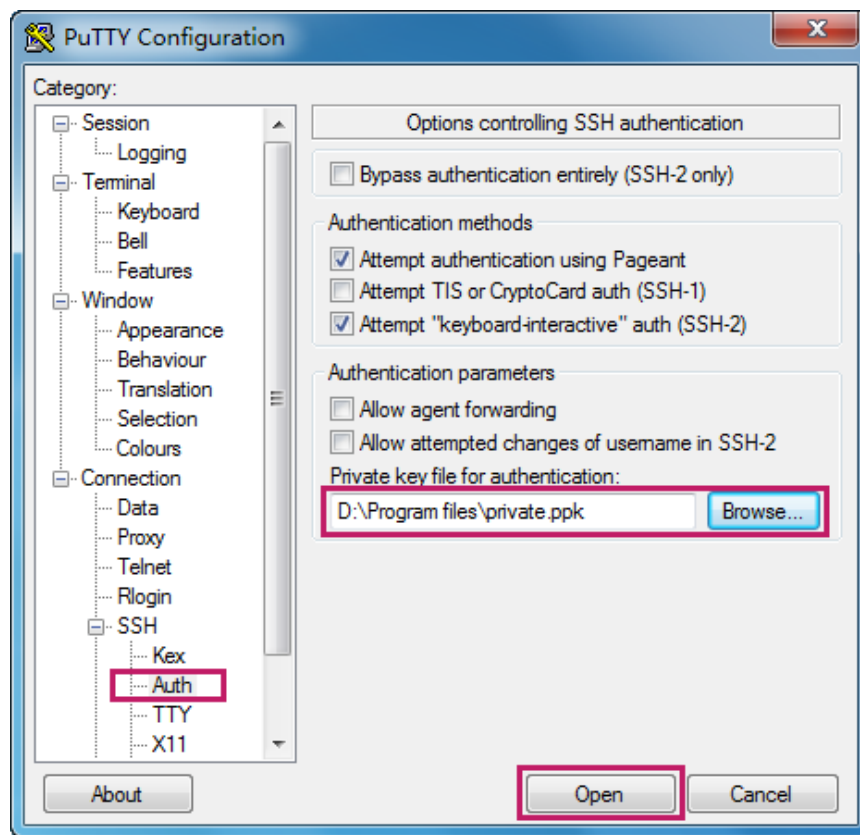 PuTTY Configuration
Category:
Session
Logging
Terminal
Keyboard
Bell
Features
Window
Appearance
Behaviour
Translation
Selection
Colours
Connection
Data
Proxy
Telnet
Rlogin
SSH
Kex
Auth
TTY
X11
Options controlling SSH authentication
Bypass authentication entirely (SSH-2 only)
Authentication methods
Attempt authentication using Pageant
Attempt TIS or CryptoCard auth (SSH-1)
Attempt "keyboard-interactive" auth (SSH-2)
Authentication parameters
Allow agent forwarding
Allow attempted changes of username in SSH-2
Private key file for authentication:
D:\Program files\private.ppk Browse...
About Open Cancel